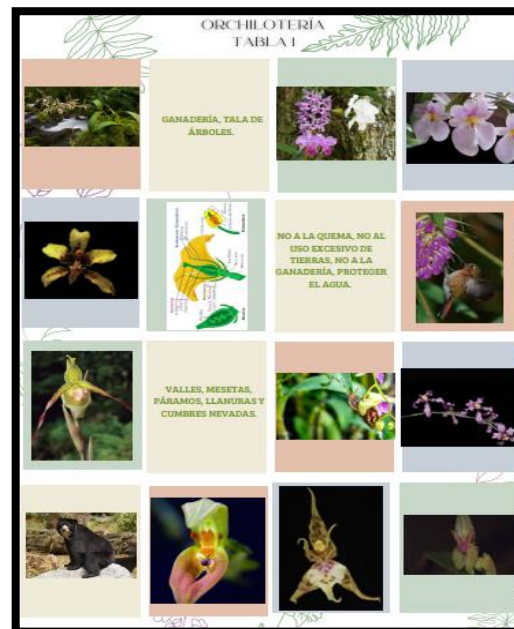 ORCHILOTERÍA
TABLA 1
GANADERÍA, TALA DE
ÁRBOLES.
NO A LA QUEMA, NO AL
USO EXCESIVO DE
TIERRAS, NO A LA
GANADERÍA, PROTEGER
EL AGUA.
VALLES, MESETAS,
PÁRAMOS, LLANURAS Y
CUMBRES NEVADAS.